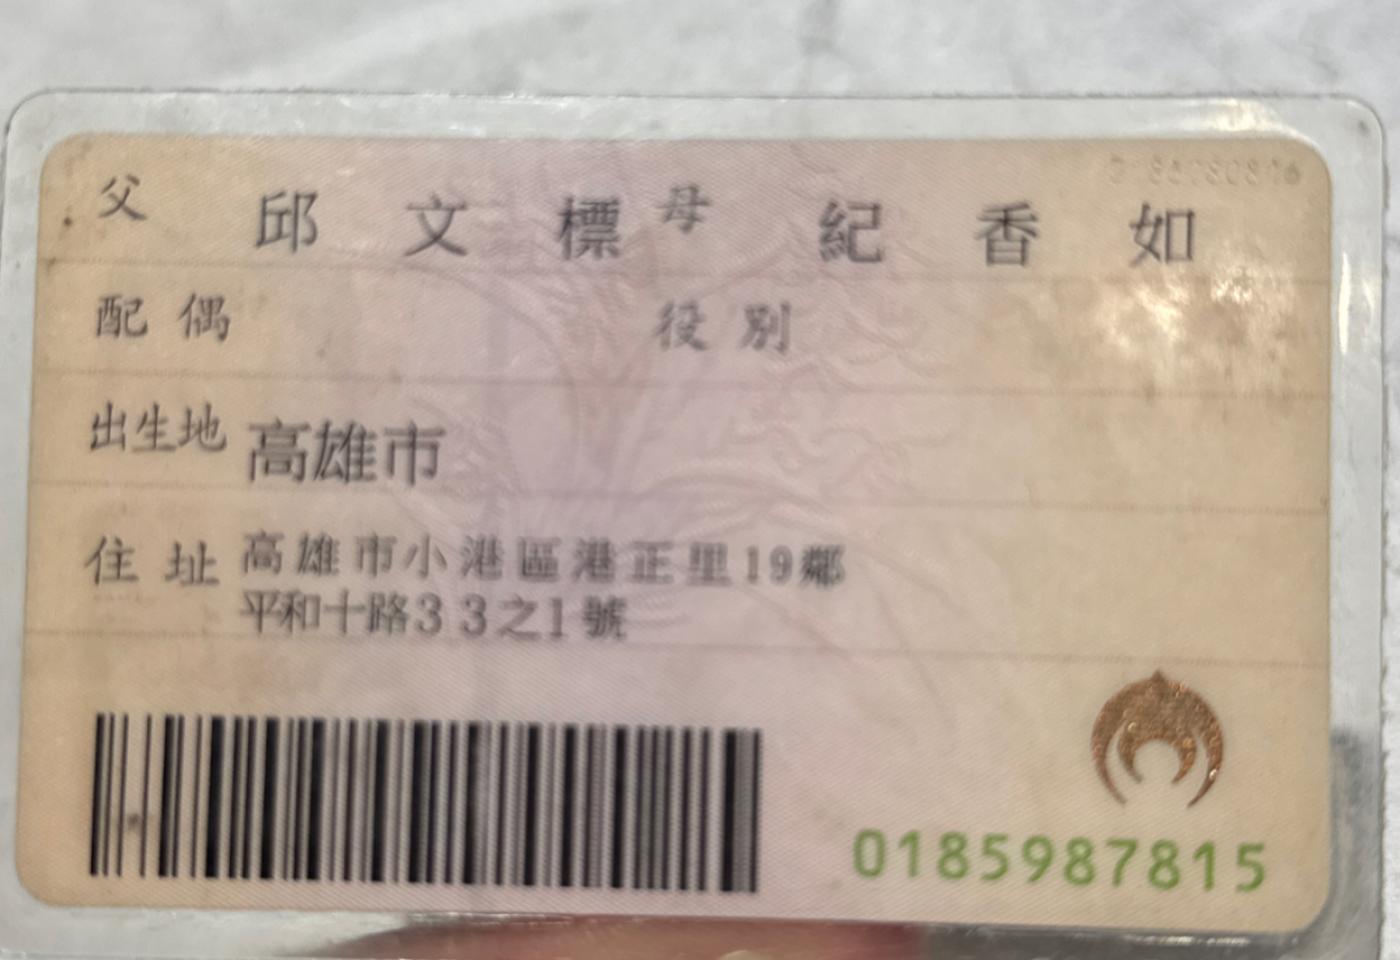 父 邱文標 母 紀香如
配偶 役別
出生地 高雄市
住址 高雄市小港區港正里19鄰
平和十路33之1號
0185987815